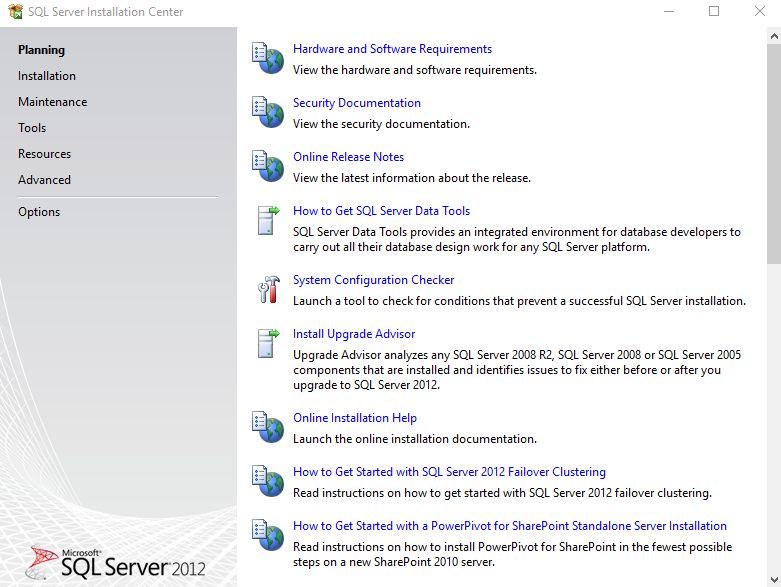 SQL Server Installation Center
Planning
Installation
Maintenance
Tools
Resources
Advanced
Options
Hardware and Software Requirements
View the hardware and software requirements.
Security Documentation
View the security documentation.
Online Release Notes
View the latest information about the release.
How to Get SQL Server Data Tools
SQL Server Data Tools provides an integrated environment for database developers to
carry out all their database design work for any SQL Server platform.
System Configuration Checker
Launch a tool to check for conditions that prevent a successful SQL Server installation.
Install Upgrade Advisor
Upgrade Advisor analyzes any SQL Server 2008 R2, SQL Server 2008 or SQL Server 2005
components that are installed and identifies issues to fix either before or after you
upgrade to SQL Server 2012.
Online Installation Help
Launch the online installation documentation.
How to Get Started with SQL Server 2012 Failover Clustering
Read instructions on how to get started with SQL Server 2012 failover clustering.
How to Get Started with a PowerPivot for SharePoint Standalone Server Installation
Read instructions on how to install PowerPivot for SharePoint in the fewest possible
steps on a new SharePoint 2010 server.
Microsoft®
SQL Server 2012